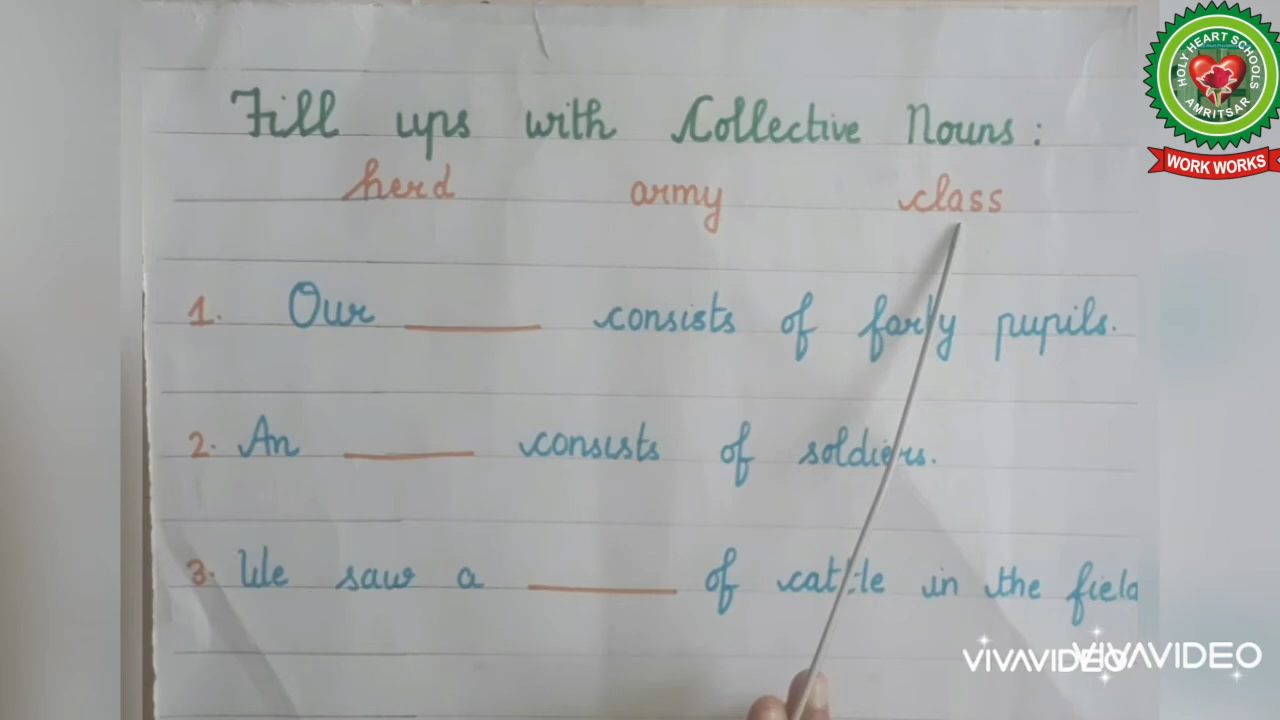 Fill ups with Collective Nouns:
herd army class
1. Our ______ consists of forty pupils.
2. An ______ consists of soldiers.
3. We saw a ______ of cattle in the field
HOLY HEART SCHOOLS
AMRITSAR
WORK WORKS
VIVAVIDEO
VIVAVIDEO